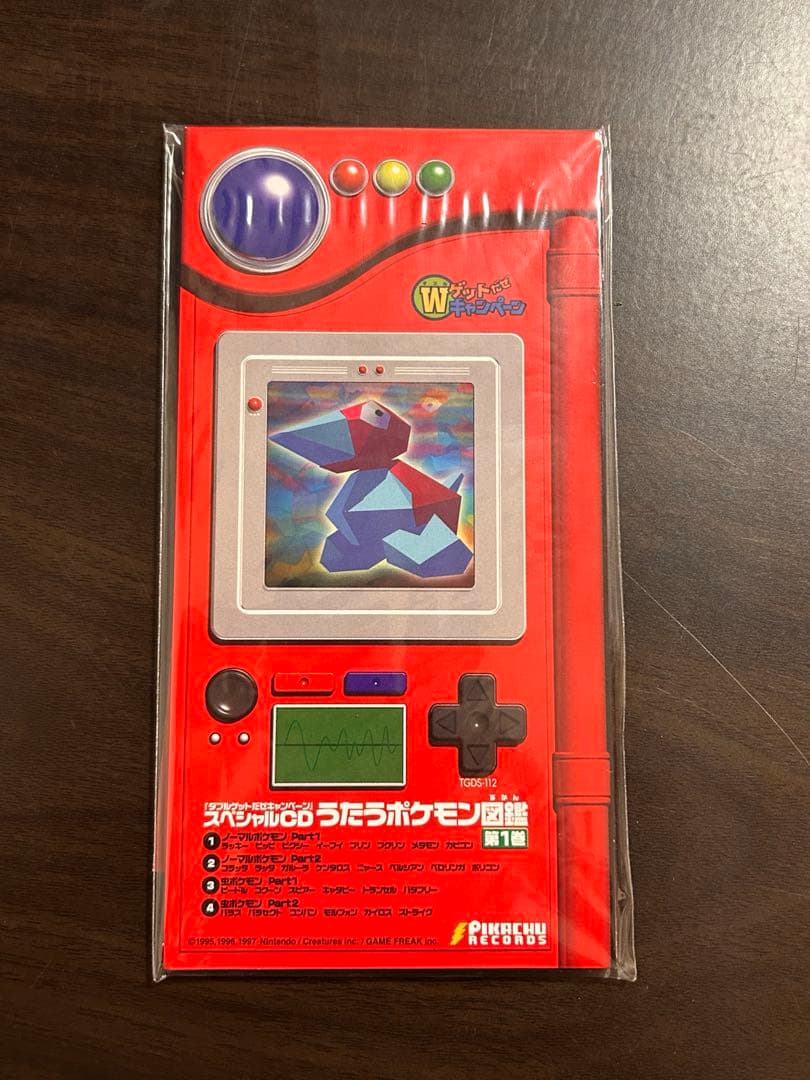 ダブル
Wゲットだぜ
キャンペーン
TGDS-112
「ダブルゲットだぜキャンペーン」
スペシャルCD うたうポケモン図鑑
ずかん
第1巻
1 ノーマルポケモン Part1
ラッキー ピッピ ピクシー イーブイ プリン プクリン メタモン カビゴン
2 ノーマルポケモン Part2
コラッタ ラッタ ガルーラ ケンタロス ニャース ペルシアン ベロリンガ ポリゴン
3 虫ポケモン Part1
ビードル コクーン スピアー キャタピー トランセル バタフリー
4 虫ポケモン Part2
パラス パラセクト コンパン モルフォン カイロス ストライク
PIKACHU
RECORDS
©1995,1996,1997 Nintendo / Creatures inc. / GAME FREAK inc.